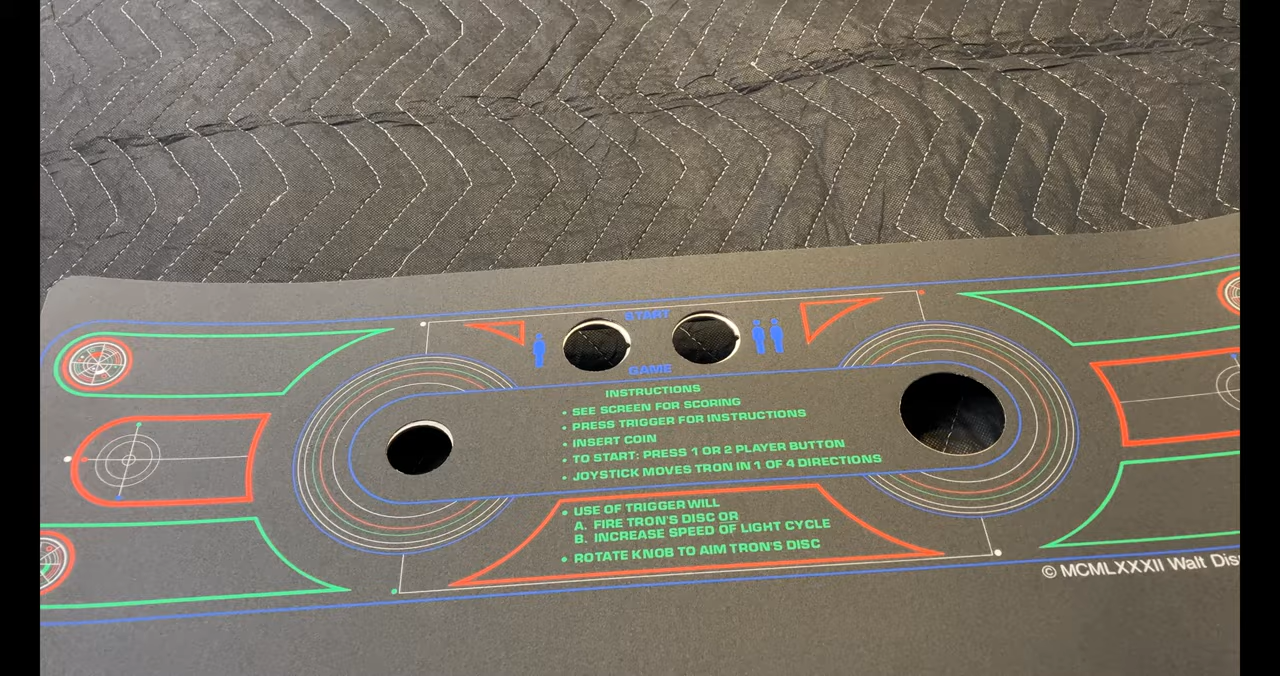 START
GAME
INSTRUCTIONS
• SEE SCREEN FOR SCORING
• PRESS TRIGGER FOR INSTRUCTIONS
• INSERT COIN
• TO START: PRESS 1 OR 2 PLAYER BUTTON
• JOYSTICK MOVES TRON IN 1 OF 4 DIRECTIONS
• USE OF TRIGGER WILL
A. FIRE TRON'S DISC OR
B. INCREASE SPEED OF LIGHT CYCLE
• ROTATE KNOB TO AIM TRON'S DISC
© MCMLXXXII Walt